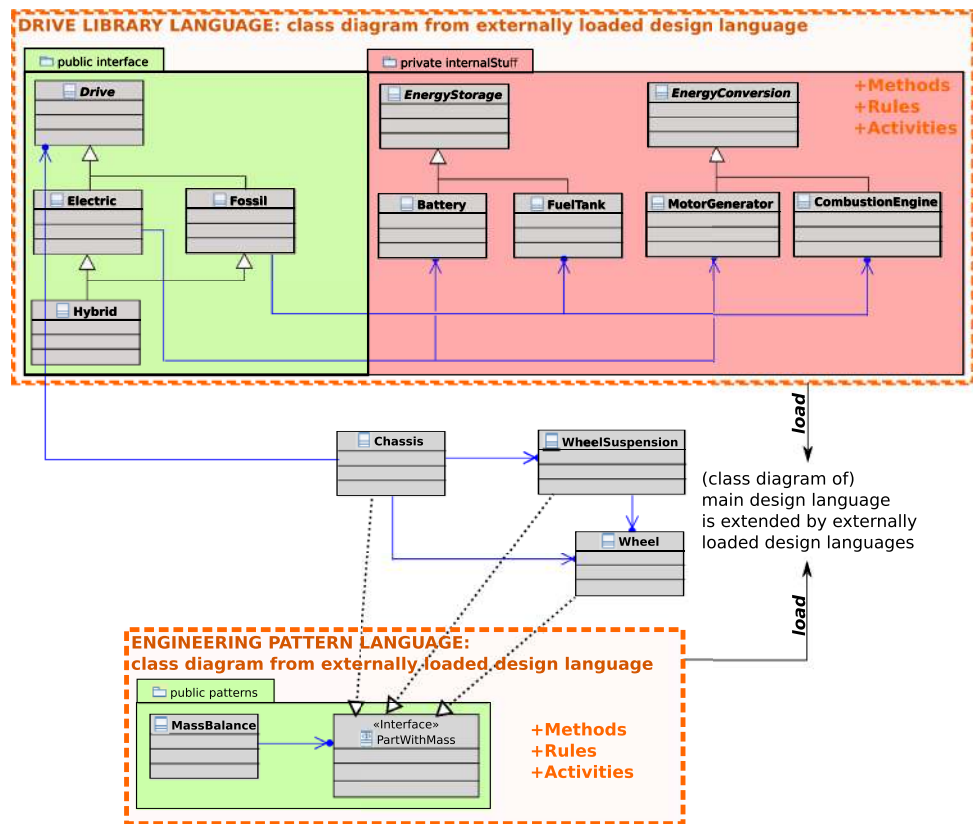 DRIVE LIBRARY LANGUAGE: class diagram from externally loaded design language
public interface
private internalStuff
Drive
EnergyStorage
EnergyConversion
+Methods
+Rules
+Activities
Electric
Fossil
Battery
FuelTank
MotorGenerator
CombustionEngine
Hybrid
load
Chassis
WheelSuspension
(class diagram of)
main design language
is extended by externally
loaded design languages
Wheel
load
ENGINEERING PATTERN LANGUAGE:
class diagram from externally loaded design language
public patterns
MassBalance
«Interface»
PartWithMass
+Methods
+Rules
+Activities